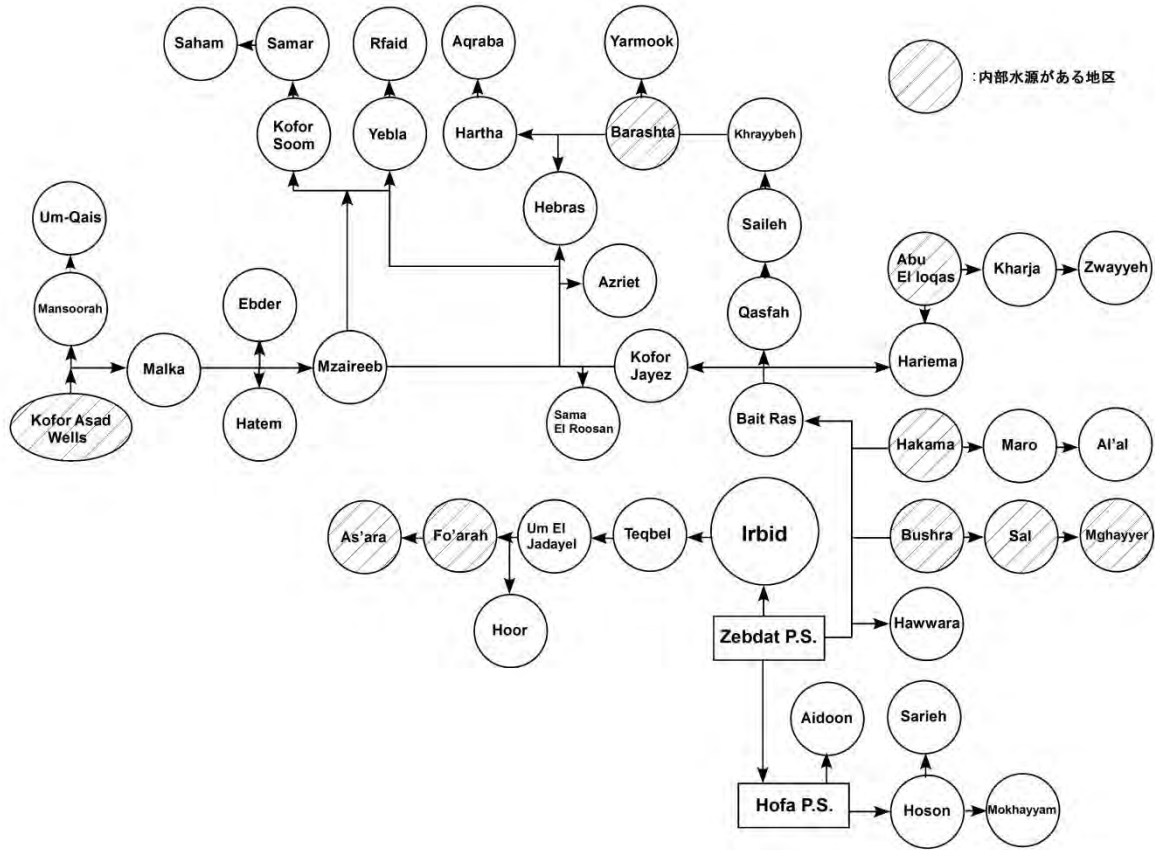 Saham
Samar
Rfaid
Aqraba
Yarmook
:内部水源がある地区
Kofor
Soom
Yebla
Hartha
Barashta
Khrayybeh
Um-Qais
Hebras
Saileh
Mansoorah
Ebder
Azriet
Qasfah
Abu
El loqas
Kharja
Zwayyeh
Malka
Mzaireeb
Kofor
Jayez
Hariema
Kofor Asad
Wells
Hatem
Sama
El Roosan
Bait Ras
Hakama
Maro
Al'al
As'ara
Fo'arah
Um El
Jadayel
Teqbel
Irbid
Bushra
Sal
Mghayyer
Hoor
Zebdat P.S.
Hawwara
Aidoon
Sarieh
Hofa P.S.
Hoson
Mokhayyam